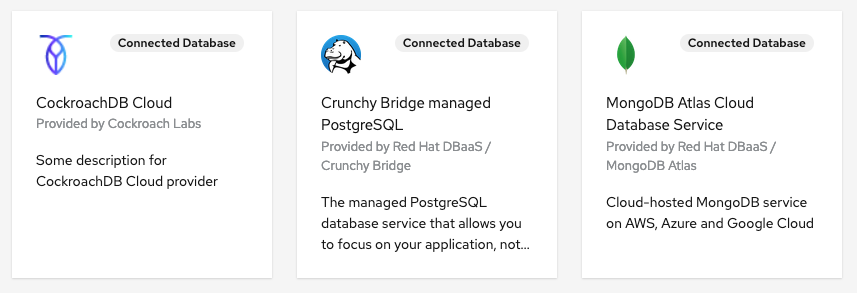 Connected Database
CockroachDB Cloud
Provided by Cockroach Labs
Some description for
CockroachDB Cloud provider
Connected Database
Crunchy Bridge managed
PostgreSQL
Provided by Red Hat DBaaS /
Crunchy Bridge
The managed PostgreSQL
database service that allows you
to focus on your application, not...
Connected Database
MongoDB Atlas Cloud
Database Service
Provided by Red Hat DBaaS /
MongoDB Atlas
Cloud-hosted MongoDB service
on AWS, Azure and Google Cloud